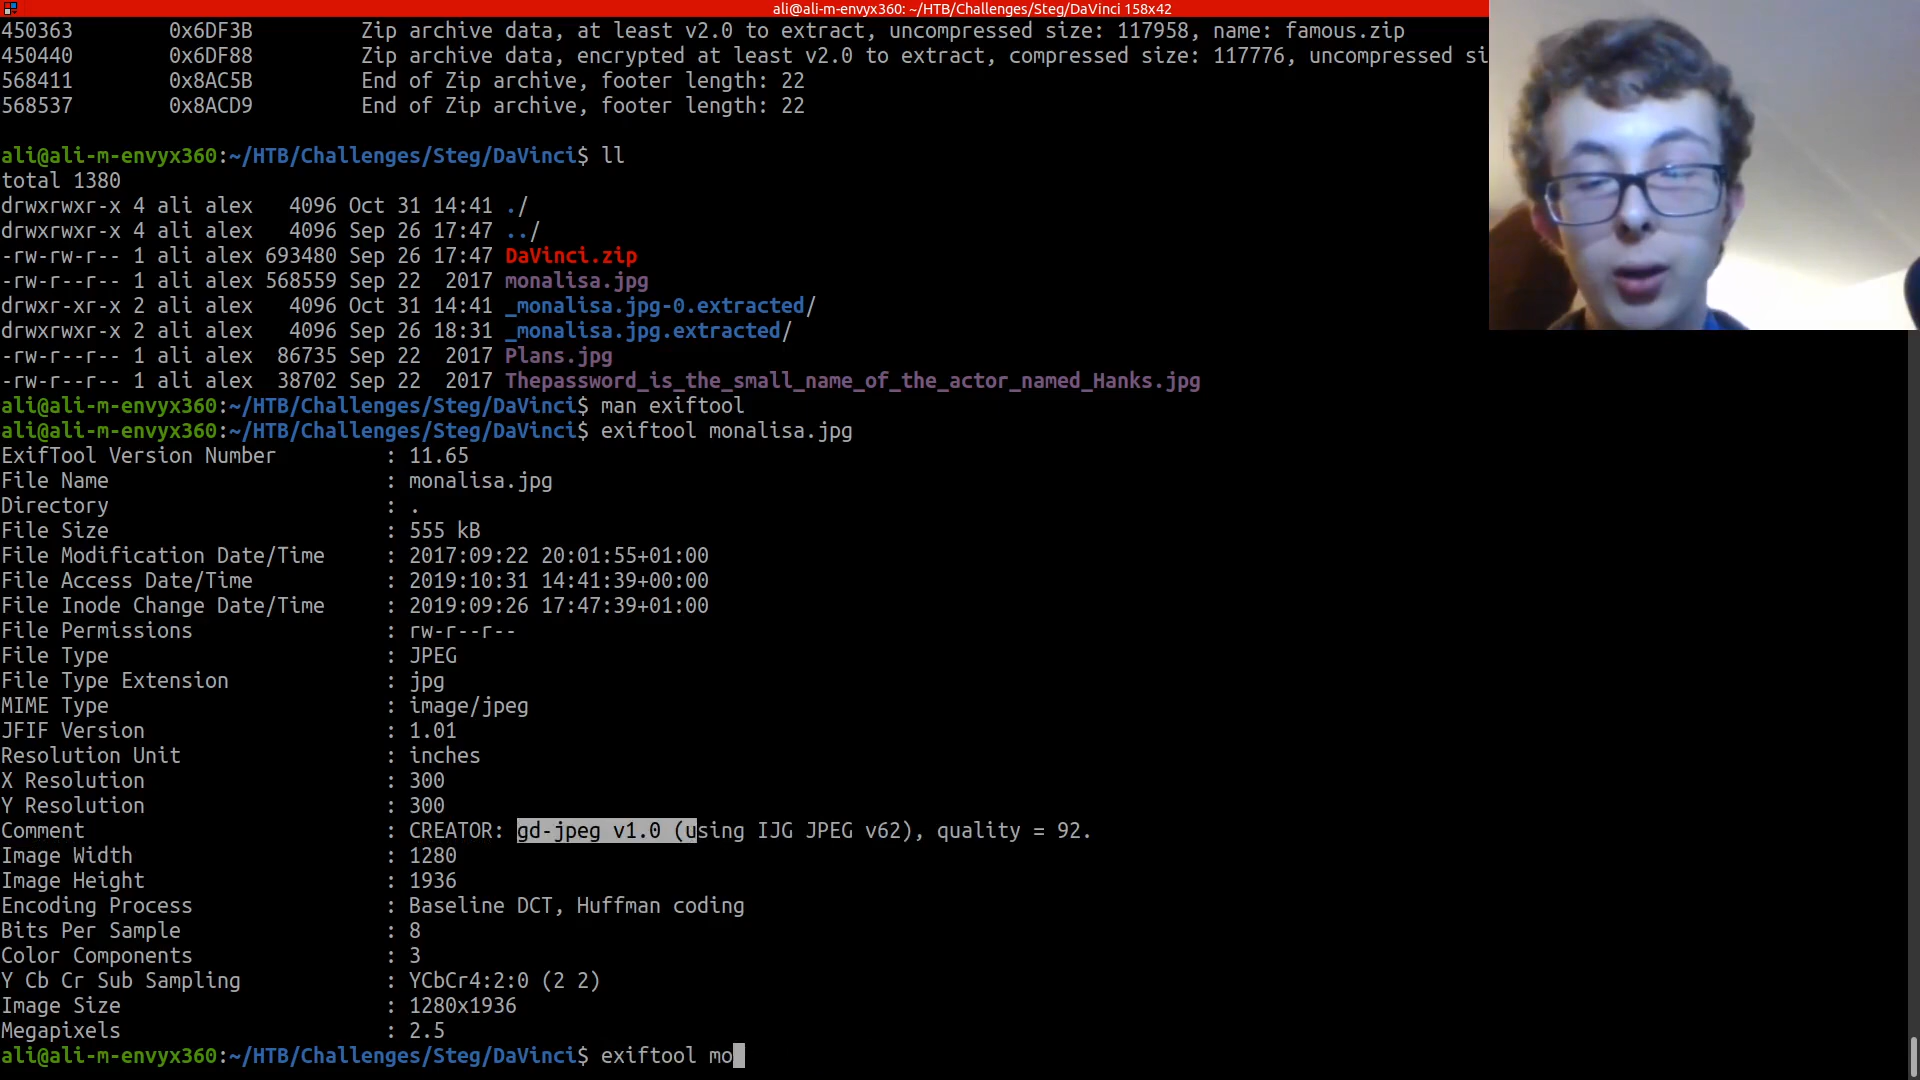 ali@ali-m-envyx360: ~/HTB/Challenges/Steg/DaVinci 158x42
450363        0x6DF3B         Zip archive data, at least v2.0 to extract, uncompressed size: 117958, name: famous.zip
450440        0x6DF88         Zip archive data, encrypted at least v2.0 to extract, compressed size: 117776, uncompressed si
568411        0x8AC5B         End of Zip archive, footer length: 22
568537        0x8ACD9         End of Zip archive, footer length: 22
ali@ali-m-envyx360:~/HTB/Challenges/Steg/DaVinci$ ll
total 1380
drwxrwxr-x 4 ali alex   4096 Oct 31 14:41 ./
drwxrwxr-x 4 ali alex   4096 Sep 26 17:47 ../
-rw-rw-r-- 1 ali alex 693480 Sep 26 17:47 DaVinci.zip
-rw-r--r-- 1 ali alex 568559 Sep 22  2017 monalisa.jpg
drwxr-xr-x 2 ali alex   4096 Oct 31 14:41 _monalisa.jpg-0.extracted/
drwxrwxr-x 2 ali alex   4096 Sep 26 18:31 _monalisa.jpg.extracted/
-rw-r--r-- 1 ali alex  86735 Sep 22  2017 Plans.jpg
-rw-r--r-- 1 ali alex  38702 Sep 22  2017 Thepassword_is_the_small_name_of_the_actor_named_Hanks.jpg
ali@ali-m-envyx360:~/HTB/Challenges/Steg/DaVinci$ man exiftool
ali@ali-m-envyx360:~/HTB/Challenges/Steg/DaVinci$ exiftool monalisa.jpg
ExifTool Version Number         : 11.65
File Name                       : monalisa.jpg
Directory                       : .
File Size                       : 555 kB
File Modification Date/Time     : 2017:09:22 20:01:55+01:00
File Access Date/Time           : 2019:10:31 14:41:39+00:00
File Inode Change Date/Time     : 2019:09:26 17:47:39+01:00
File Permissions                : rw-r--r--
File Type                       : JPEG
File Type Extension             : jpg
MIME Type                       : image/jpeg
JFIF Version                    : 1.01
Resolution Unit                 : inches
X Resolution                    : 300
Y Resolution                    : 300
Comment                         : CREATOR: gd-jpeg v1.0 (using IJG JPEG v62), quality = 92.
Image Width                     : 1280
Image Height                    : 1936
Encoding Process                : Baseline DCT, Huffman coding
Bits Per Sample                 : 8
Color Components                : 3
Y Cb Cr Sub Sampling            : YCbCr4:2:0 (2 2)
Image Size                      : 1280x1936
Megapixels                      : 2.5
ali@ali-m-envyx360:~/HTB/Challenges/Steg/DaVinci$ exiftool mo